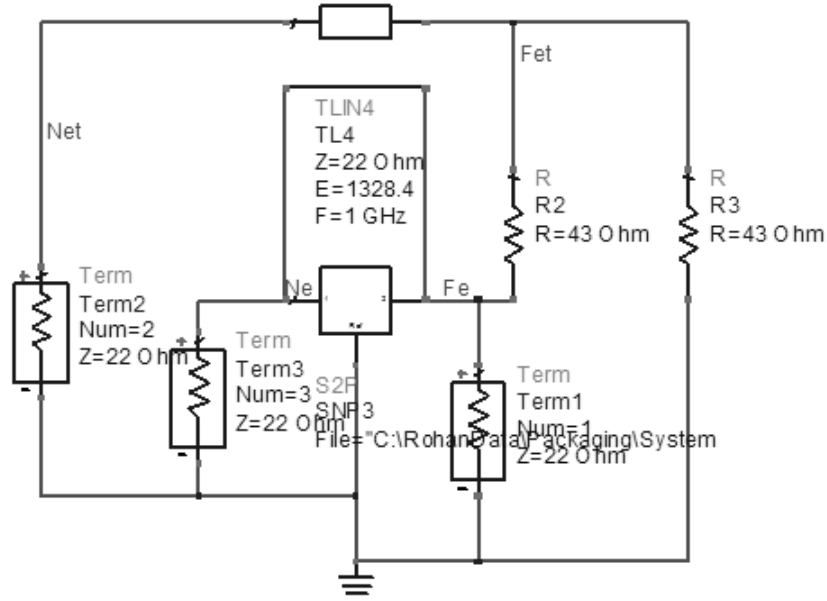 Fet
Net
TLIN4
TL4
Z=22 Ohm
E=1328.4
F=1 GHz
R
R2
R=43 Ohm
R
R3
R=43 Ohm
Term
Term2
Num=2
Z=22 Ohm
Ne
Ref
Fe
Term
Term3
Num=3
Z=22 Ohm
S2P
SNP3
File="C:\RohanData\Packaging\System
Term
Term1
Num=1
Z=22 Ohm